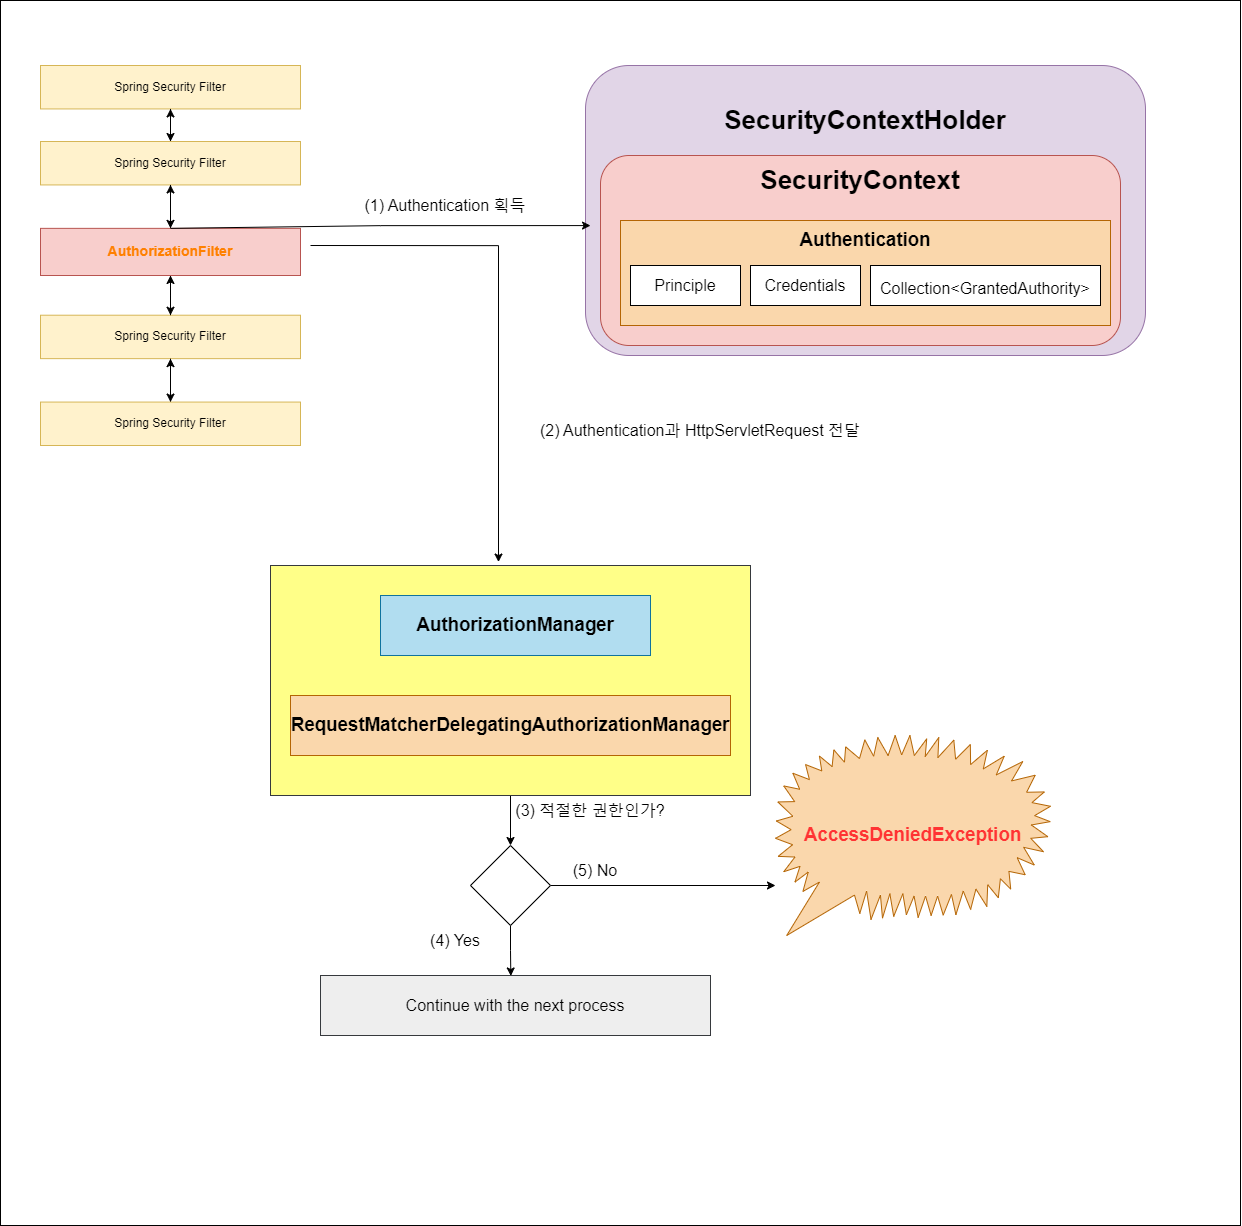 Spring Security Filter
Spring Security Filter
AuthorizationFilter
Spring Security Filter
Spring Security Filter
(1) Authentication 획득
SecurityContextHolder
SecurityContext
Authentication
Principle
Credentials
Collection<GrantedAuthority>
(2) Authentication과 HttpServletRequest 전달
AuthorizationManager
RequestMatcherDelegatingAuthorizationManager
(3) 적절한 권한인가?
(5) No
AccessDeniedException
(4) Yes
Continue with the next process